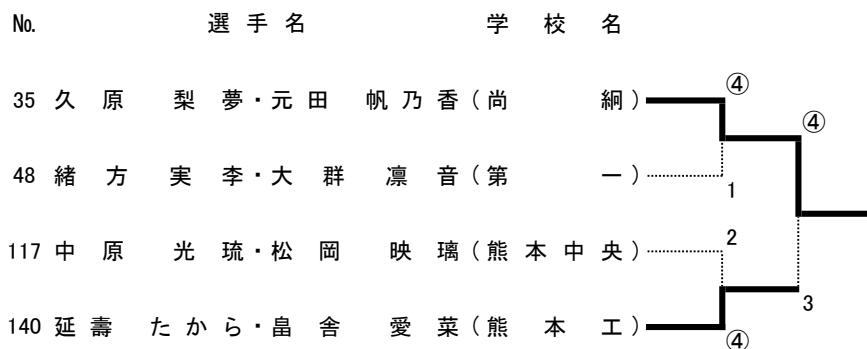 No. 選手名 学校名
④
35 久原 梨夢・元田 帆乃香（尚絅）
④
48 緒方 実李・大群 凛音（第一）
1
2
117 中原 光琉・松岡 映璃（熊本中央）
3
140 延壽 たから・畠舎 愛菜（熊本工）
④